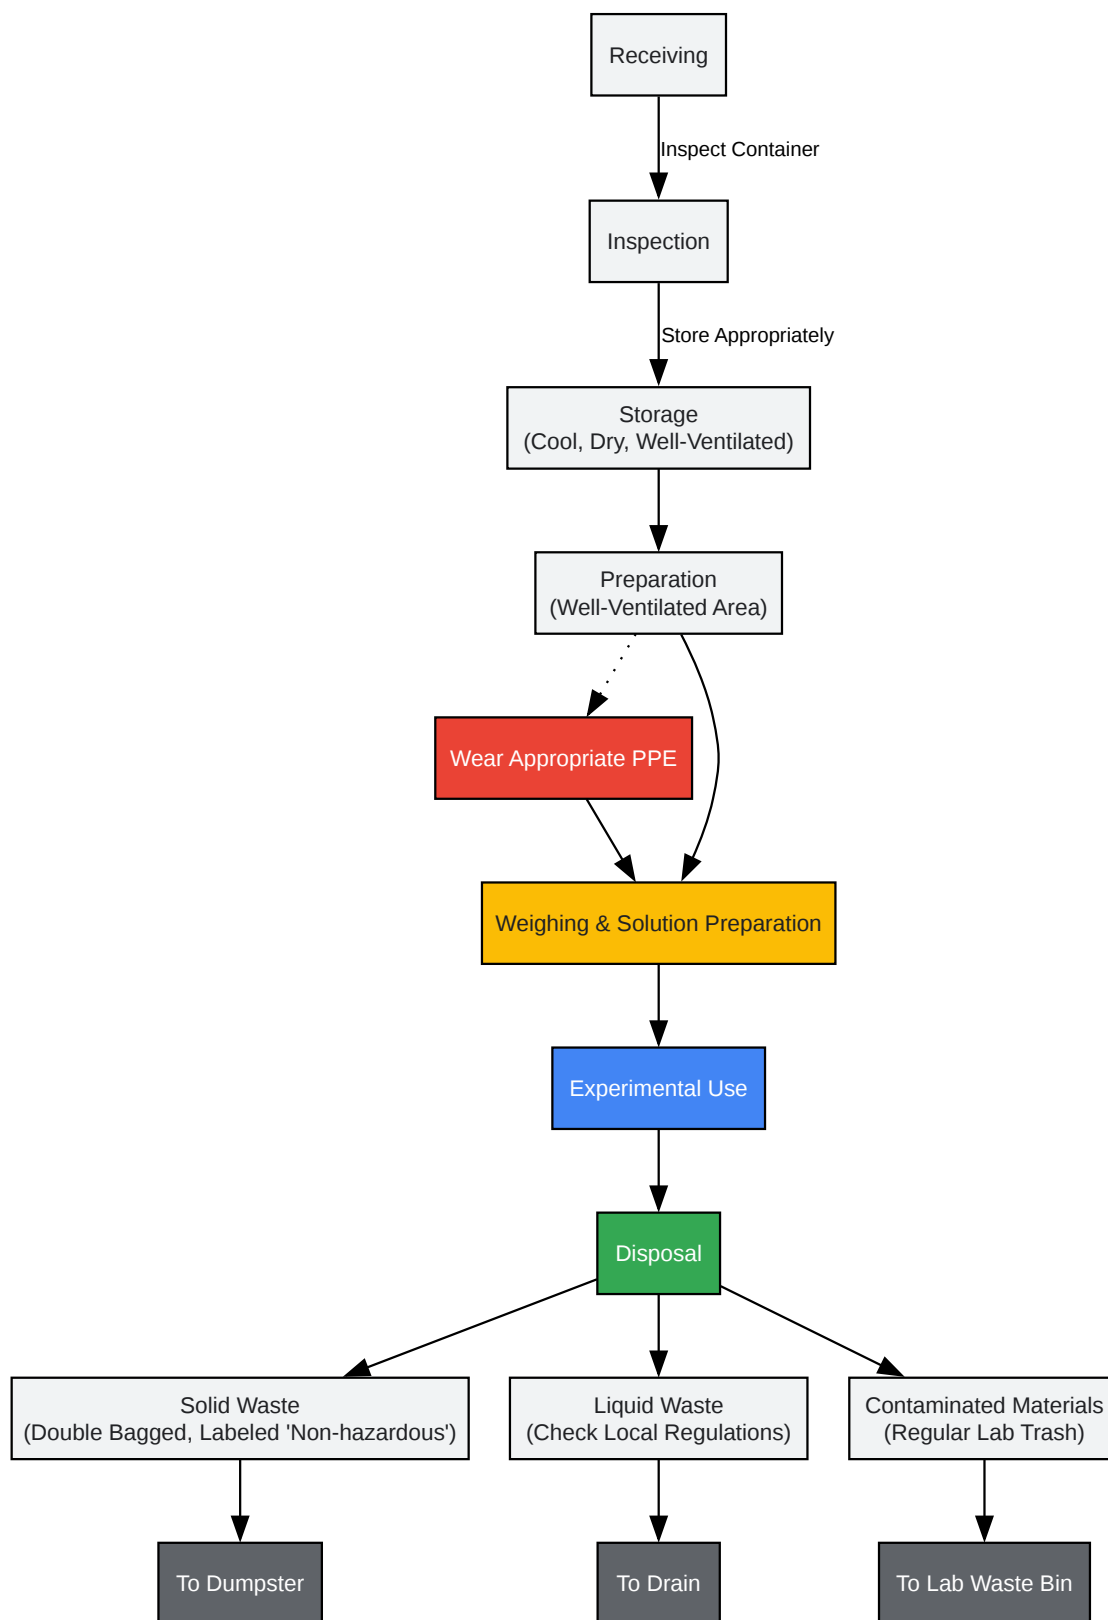 Receiving
Inspect Container
Inspection
Store Appropriately
Storage
(Cool, Dry, Well-Ventilated)
Preparation
(Well-Ventilated Area)
Wear Appropriate PPE
Weighing & Solution Preparation
Experimental Use
Disposal
Solid Waste
(Double Bagged, Labeled 'Non-hazardous')
Liquid Waste
(Check Local Regulations)
Contaminated Materials
(Regular Lab Trash)
To Dumpster
To Drain
To Lab Waste Bin